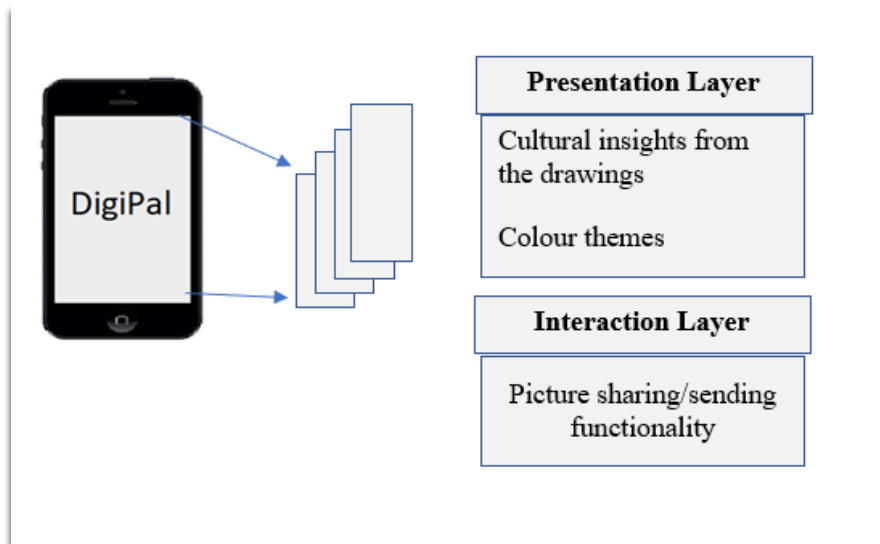 DigiPal
Presentation Layer
Cultural insights from
the drawings
Colour themes
Interaction Layer
Picture sharing/sending
functionality